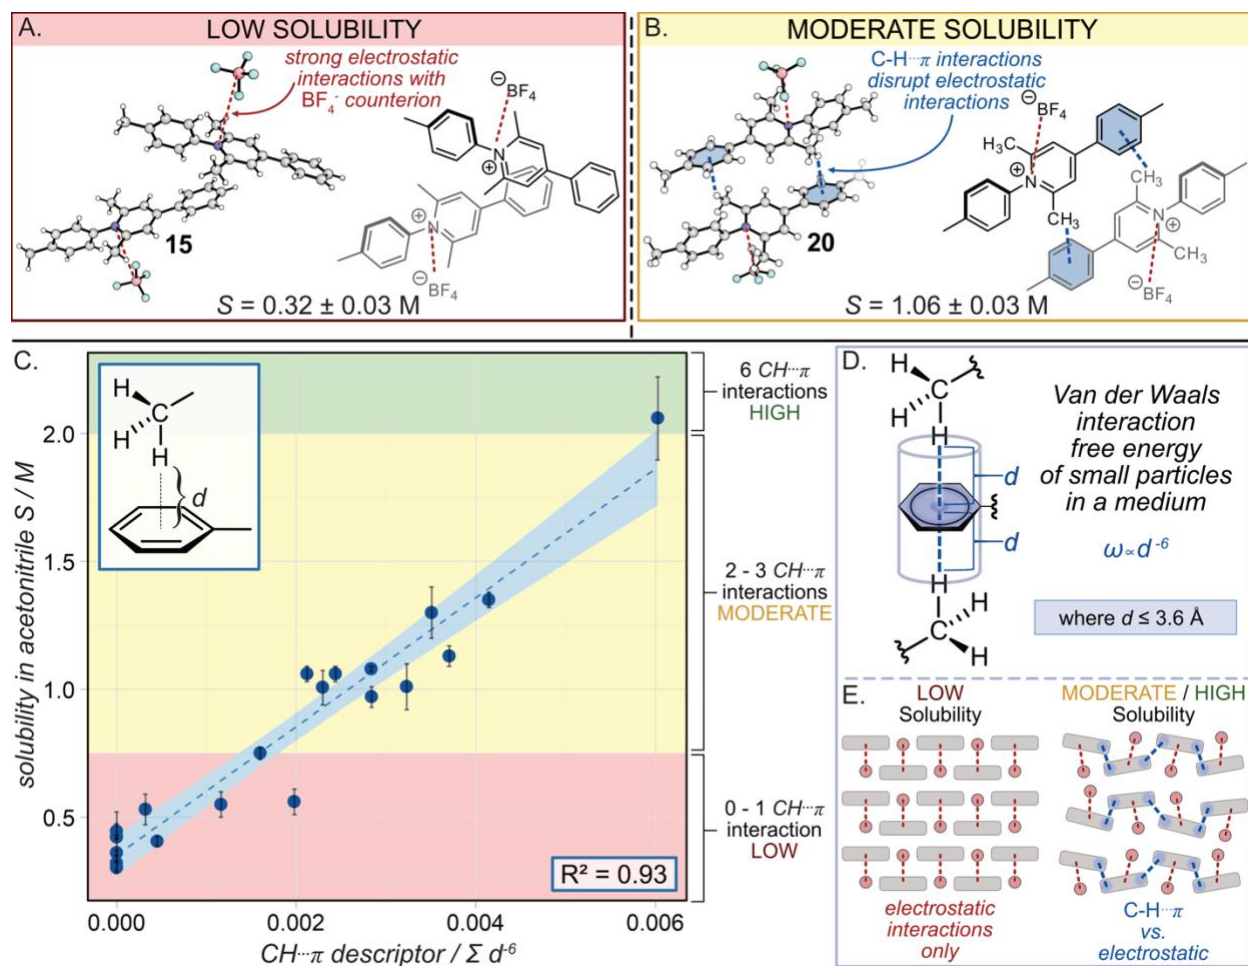 A. LOW SOLUBILITY
strong electrostatic
interactions with
BF4- counterion
⊖
BF4
N
⊕
15
⊕
N
⊖
BF4
S = 0.32 ± 0.03 M
B. MODERATE SOLUBILITY
C-H···π interactions
disrupt electrostatic
interactions
20
⊖
BF4
CH3
N
⊕
CH3
CH3
CH3
N
⊕
CH3
⊖
BF4
S = 1.06 ± 0.03 M
C.
H
H
C
H
d
solubility in acetonitrile S / M
2.0
1.5
1.0
0.5
0.000
0.002
0.004
0.006
CH···π descriptor / Σ d-6
R² = 0.93
6 CH···π
interactions
HIGH
2 - 3 CH···π
interactions
MODERATE
0 - 1 CH···π
interaction
LOW
D.
H
C
H
H
d
d
H
H
C
H
Van der Waals
interaction
free energy
of small particles
in a medium
ω∝d-6
where d ≤ 3.6 Å
E.
LOW
Solubility
electrostatic
interactions
only
MODERATE / HIGH
Solubility
C-H···π
vs.
electrostatic